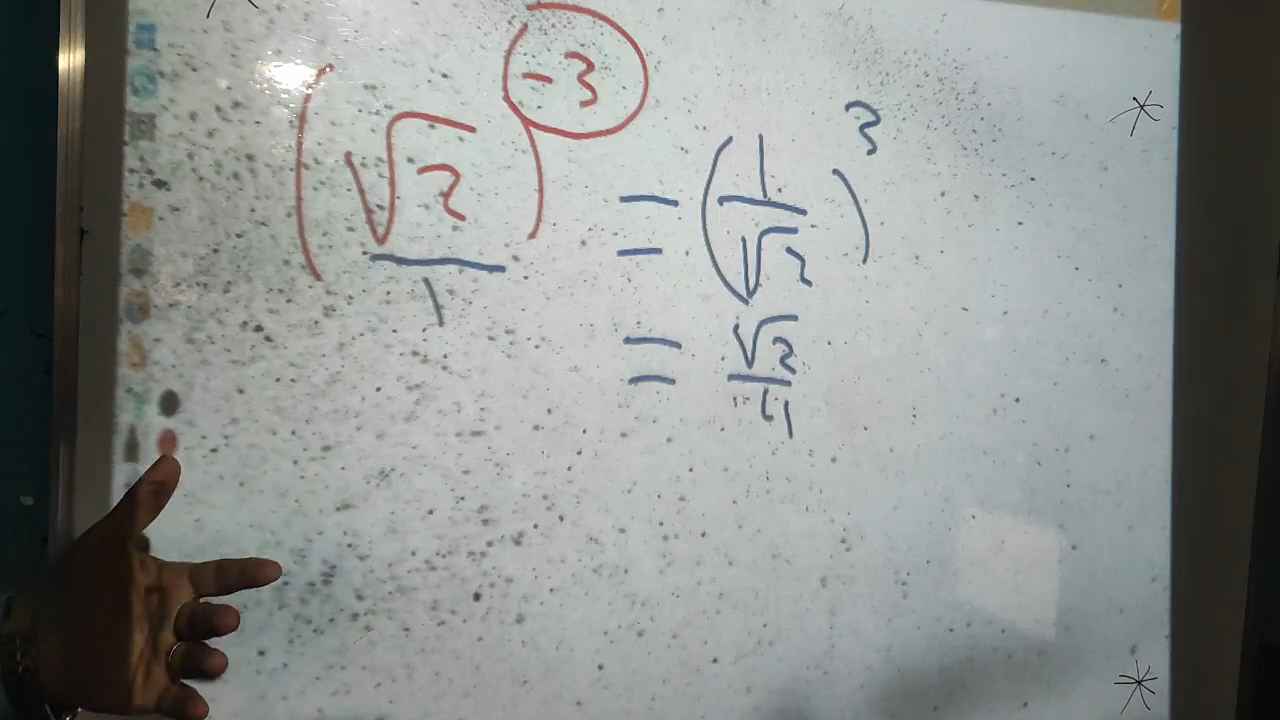 (√2/1)^-3 = (1/√2)^3
= √2/4